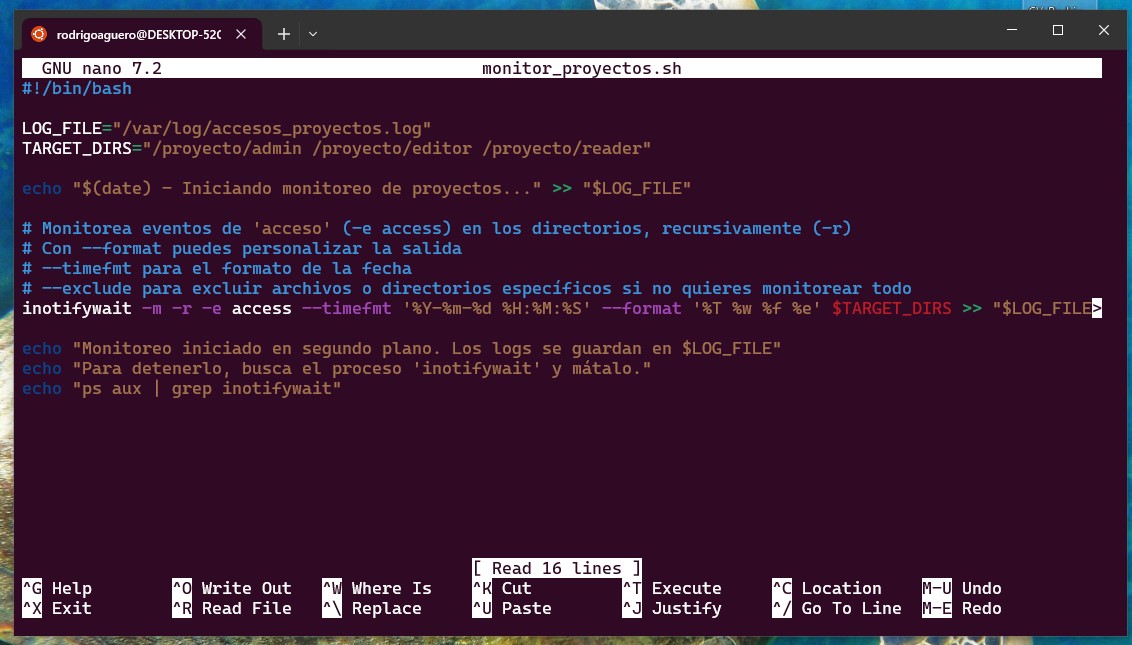 rodrigoaguero@DESKTOP-52
GNU nano 7.2 monitor_proyectos.sh
#!/bin/bash
LOG_FILE="/var/log/accesos_proyectos.log"
TARGET_DIRS="/proyecto/admin /proyecto/editor /proyecto/reader"
echo "$(date) - Iniciando monitoreo de proyectos..." >> "$LOG_FILE"
# Monitorea eventos de 'acceso' (-e access) en los directorios, recursivamente (-r)
# Con --format puedes personalizar la salida
# --timefmt para el formato de la fecha
# --exclude para excluir archivos o directorios específicos si no quieres monitorear todo
inotifywait -m -r -e access --timefmt '%Y-%m-%d %H:%M:%S' --format '%T %w %f %e' $TARGET_DIRS >> "$LOG_FILE>
echo "Monitoreo iniciado en segundo plano. Los logs se guardan en $LOG_FILE"
echo "Para detenerlo, busca el proceso 'inotifywait' y mátalo."
echo "ps aux | grep inotifywait"
[ Read 16 lines ]
^G Help ^O Write Out ^W Where Is ^K Cut ^T Execute ^C Location M-U Undo
^X Exit ^R Read File ^\ Replace ^U Paste ^J Justify ^/ Go To Line M-E Redo